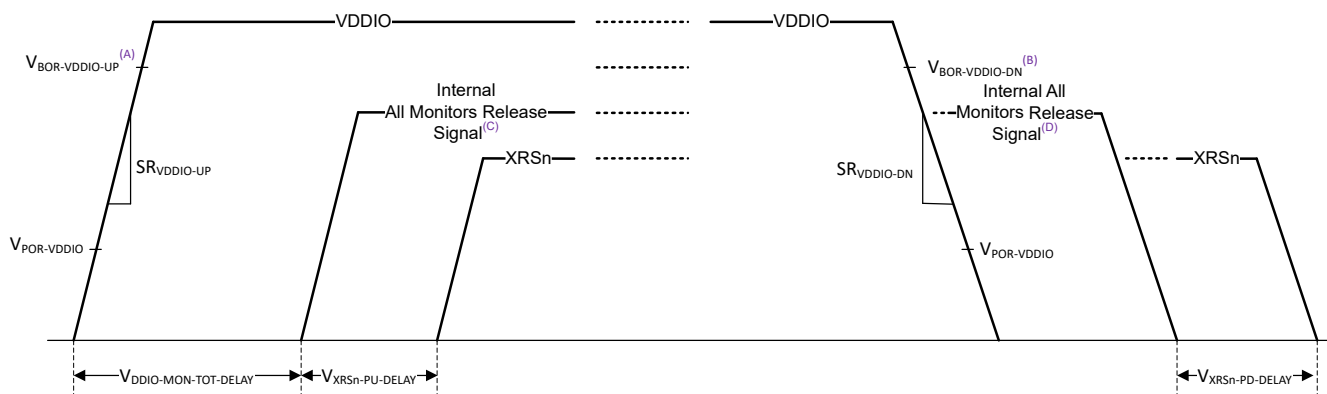 VDDIO
VDDIO
VBOR-VDDIO-UP(A)
VBOR-VDDIO-DN(B)
Internal
All Monitors Release
Signal(C)
Internal All
Monitors Release
Signal(D)
XRSn
XRSn
SRVDDIO-UP
SRVDDIO-DN
VPOR-VDDIO
VPOR-VDDIO
VDDIO-MON-TOT-DELAY
VXRSn-PU-DELAY
VXRSn-PD-DELAY